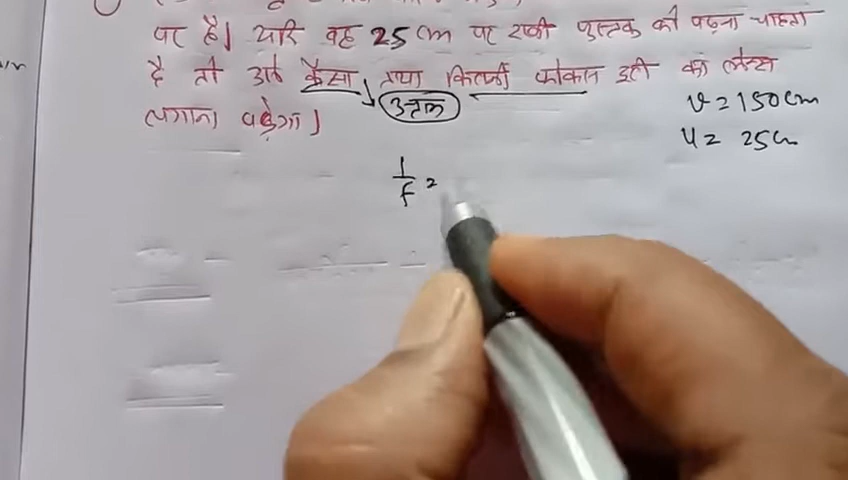 पर है। यदि वह 25 cm पर रखी पुस्तक को पढ़ना चाहता
है तो उसे कैसा तथा कितनी फोकस दूरी का लेन्स
लगाना पड़ेगा।
उत्तल
v = 150 cm
u = 25 cm
1/f =